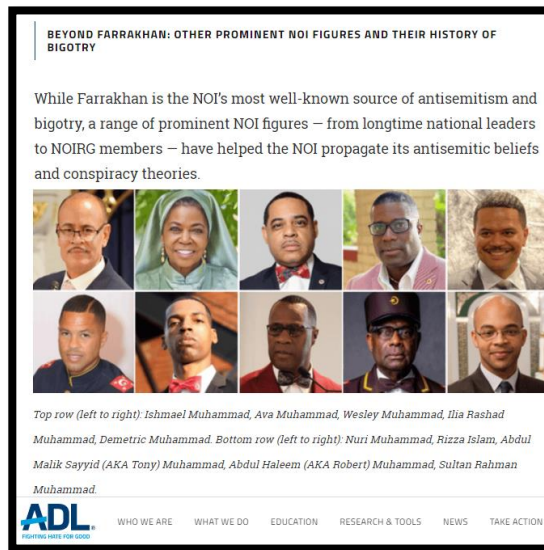 BEYOND FARRAKHAN: OTHER PROMINENT NOI FIGURES AND THEIR HISTORY OF
BIGOTRY
While Farrakhan is the NOI's most well-known source of antisemitism and
bigotry, a range of prominent NOI figures — from longtime national leaders
to NOIRG members — have helped the NOI propagate its antisemitic beliefs
and conspiracy theories.
Top row (left to right): Ishmael Muhammad, Ava Muhammad, Wesley Muhammad, Ilia Rashad
Muhammad, Demetric Muhammad. Bottom row (left to right): Nuri Muhammad, Rizza Islam, Abdul
Malik Sayyid (AKA Tony) Muhammad, Abdul Haleem (AKA Robert) Muhammad, Sultan Rahman
Muhammad.
ADL®
FIGHTING HATE FOR GOOD
WHO WE ARE WHAT WE DO EDUCATION RESEARCH & TOOLS NEWS TAKE ACTION